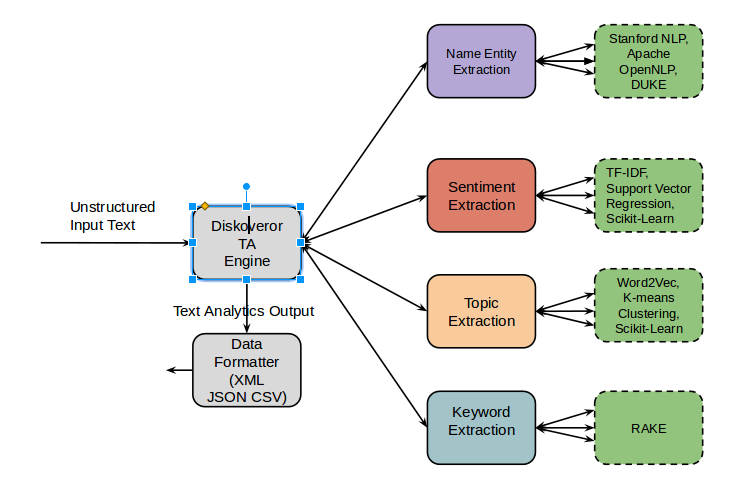 Name Entity
Extraction
Stanford NLP,
Apache
OpenNLP,
DUKE
Unstructured
Input Text
Diskoveror
TA
Engine
Sentiment
Extraction
TF-IDF,
Support Vector
Regression,
Scikit-Learn
Text Analytics Output
Topic
Extraction
Word2Vec,
K-means
Clustering,
Scikit-Learn
Data
Formatter
(XML
JSON CSV)
Keyword
Extraction
RAKE